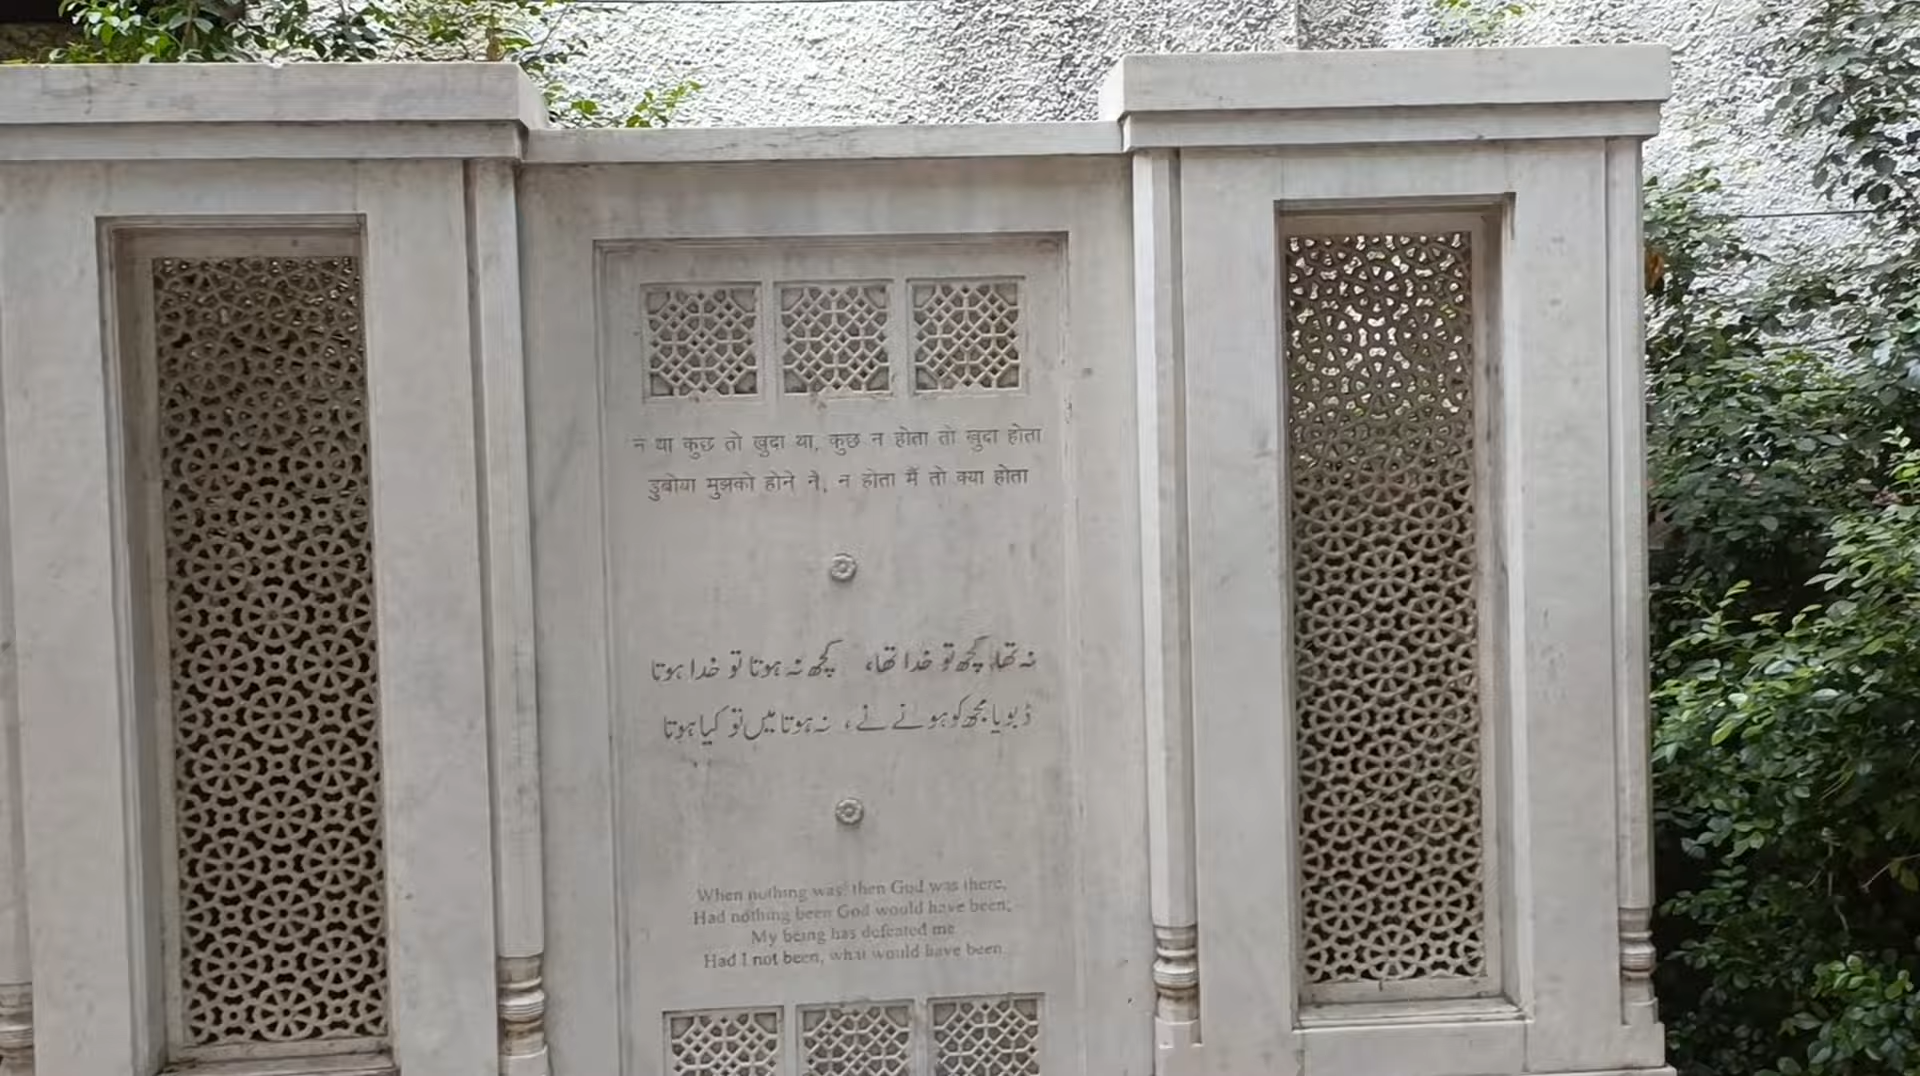 न था कुछ तो खुदा था, कुछ न होता तो खुदा होता
डुबोया मुझको होने ने, न होता मैं तो क्या होता
نہ تھا، کچھ تو خدا تھا، کچھ نہ ہوتا تو خدا ہوتا
ڈبویا مجھ کو ہونے نے، نہ ہوتا میں تو کیا ہوتا
When nothing was' then God was there,
Had nothing been God would have been;
My being has defeated me
Had I not been, what would have been.